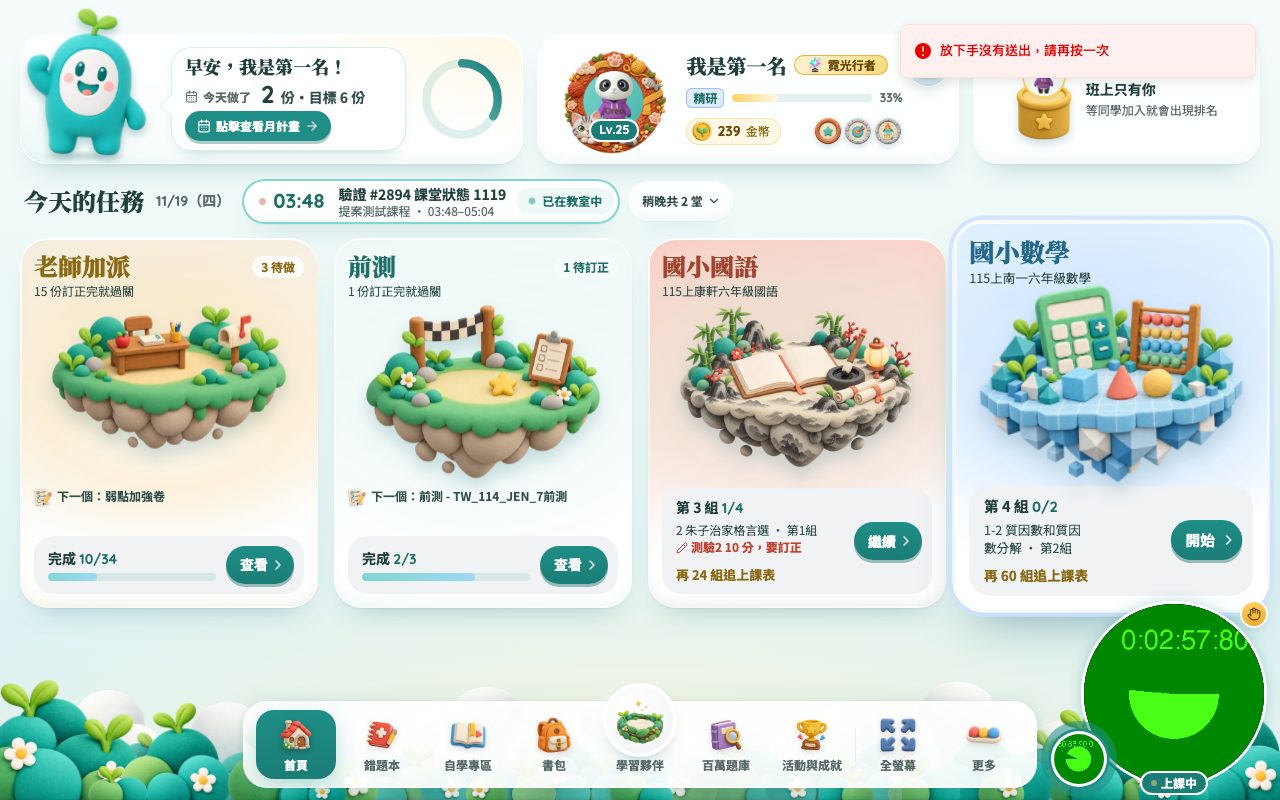 早安，我是第一名！
今天做了 2 份・目標 6 份
點擊查看月計畫 →
我是第一名
霓光行者
精研
33%
Lv.25
239 金幣
放下手沒有送出，請再按一次
班上只有你
等同學加入就會出現排名
今天的任務 11/19（四）
03:48
驗證 #2894 課堂狀態 1119
提案測試課程 ・ 03:48–05:04
已在教室中
稍晚共 2 堂
老師加派
3 待做
15 份訂正完就過關
下一個：弱點加強卷
完成 10/34
查看
前測
1 待訂正
1 份訂正完就過關
下一個：前測 - TW_114_JEN_7前測
完成 2/3
查看
國小國語
115上康軒六年級國語
第 3 組 1/4
2 朱子治家格言選 ・ 第1組
測驗2 10 分，要訂正
再 24 組追上課表
繼續
國小數學
115上南一六年級數學
第 4 組 0/2
1-2 質因數和質因
數分解 ・ 第2組
再 60 組追上課表
開始
0:02:57:80
上課中
首頁
錯題本
自學專區
書包
學習夥伴
百萬題庫
活動與成就
全螢幕
更多